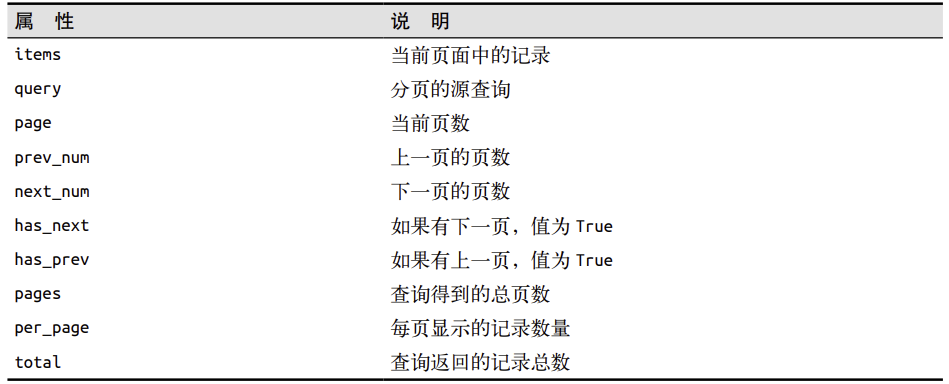 属 性 说 明
items 当前页面中的记录
query 分页的源查询
page 当前页数
prev_num 上一页的页数
next_num 下一页的页数
has_next 如果有下一页，值为 True
has_prev 如果有上一页，值为 True
pages 查询得到的总页数
per_page 每页显示的记录数量
total 查询返回的记录总数